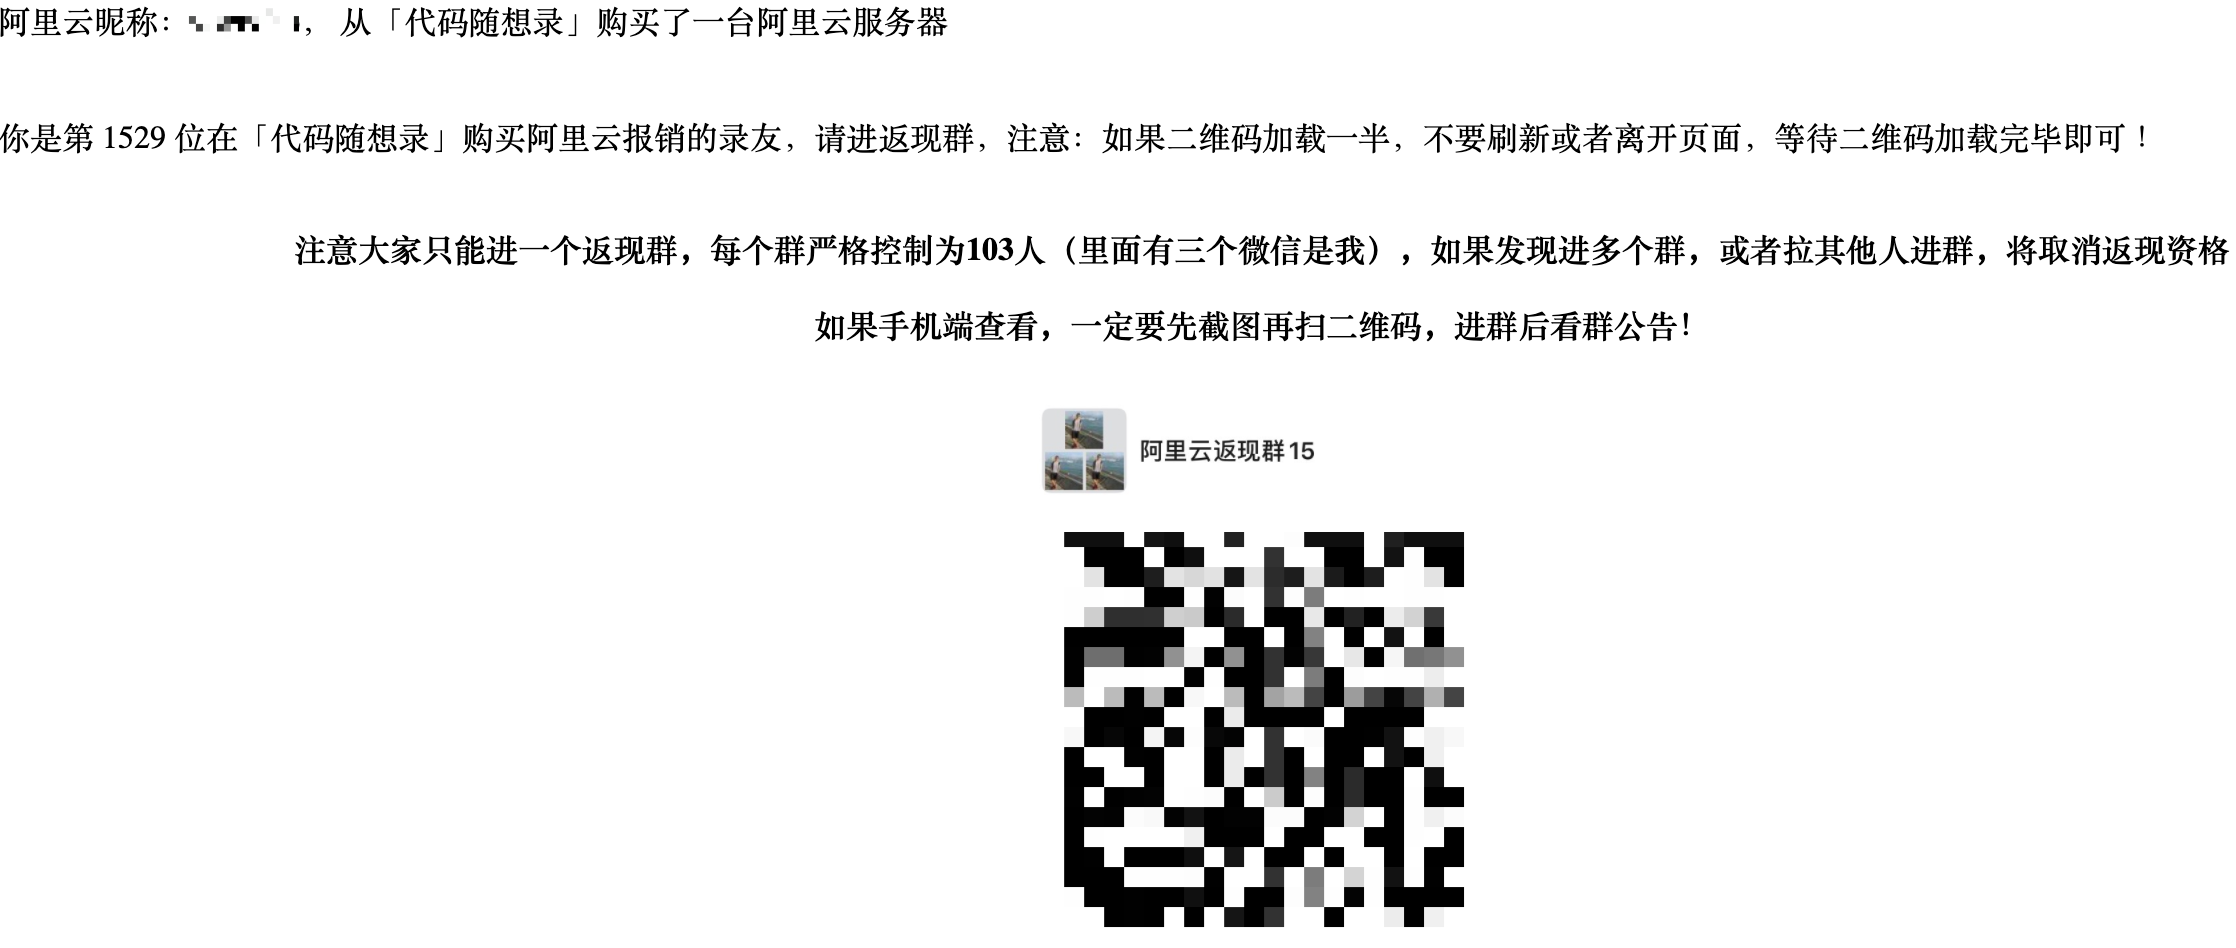 阿里云昵称： ， 从「代码随想录」购买了一台阿里云服务器
你是第 1529 位在「代码随想录」购买阿里云报销的录友，请进返现群，注意：如果二维码加载一半，不要刷新或者离开页面，等待二维码加载完毕即可！
注意大家只能进一个返现群，每个群严格控制为103人（里面有三个微信是我），如果发现进多个群，或者拉其他人进群，将取消返现资格
如果手机端查看，一定要先截图再扫二维码，进群后看群公告！
阿里云返现群15